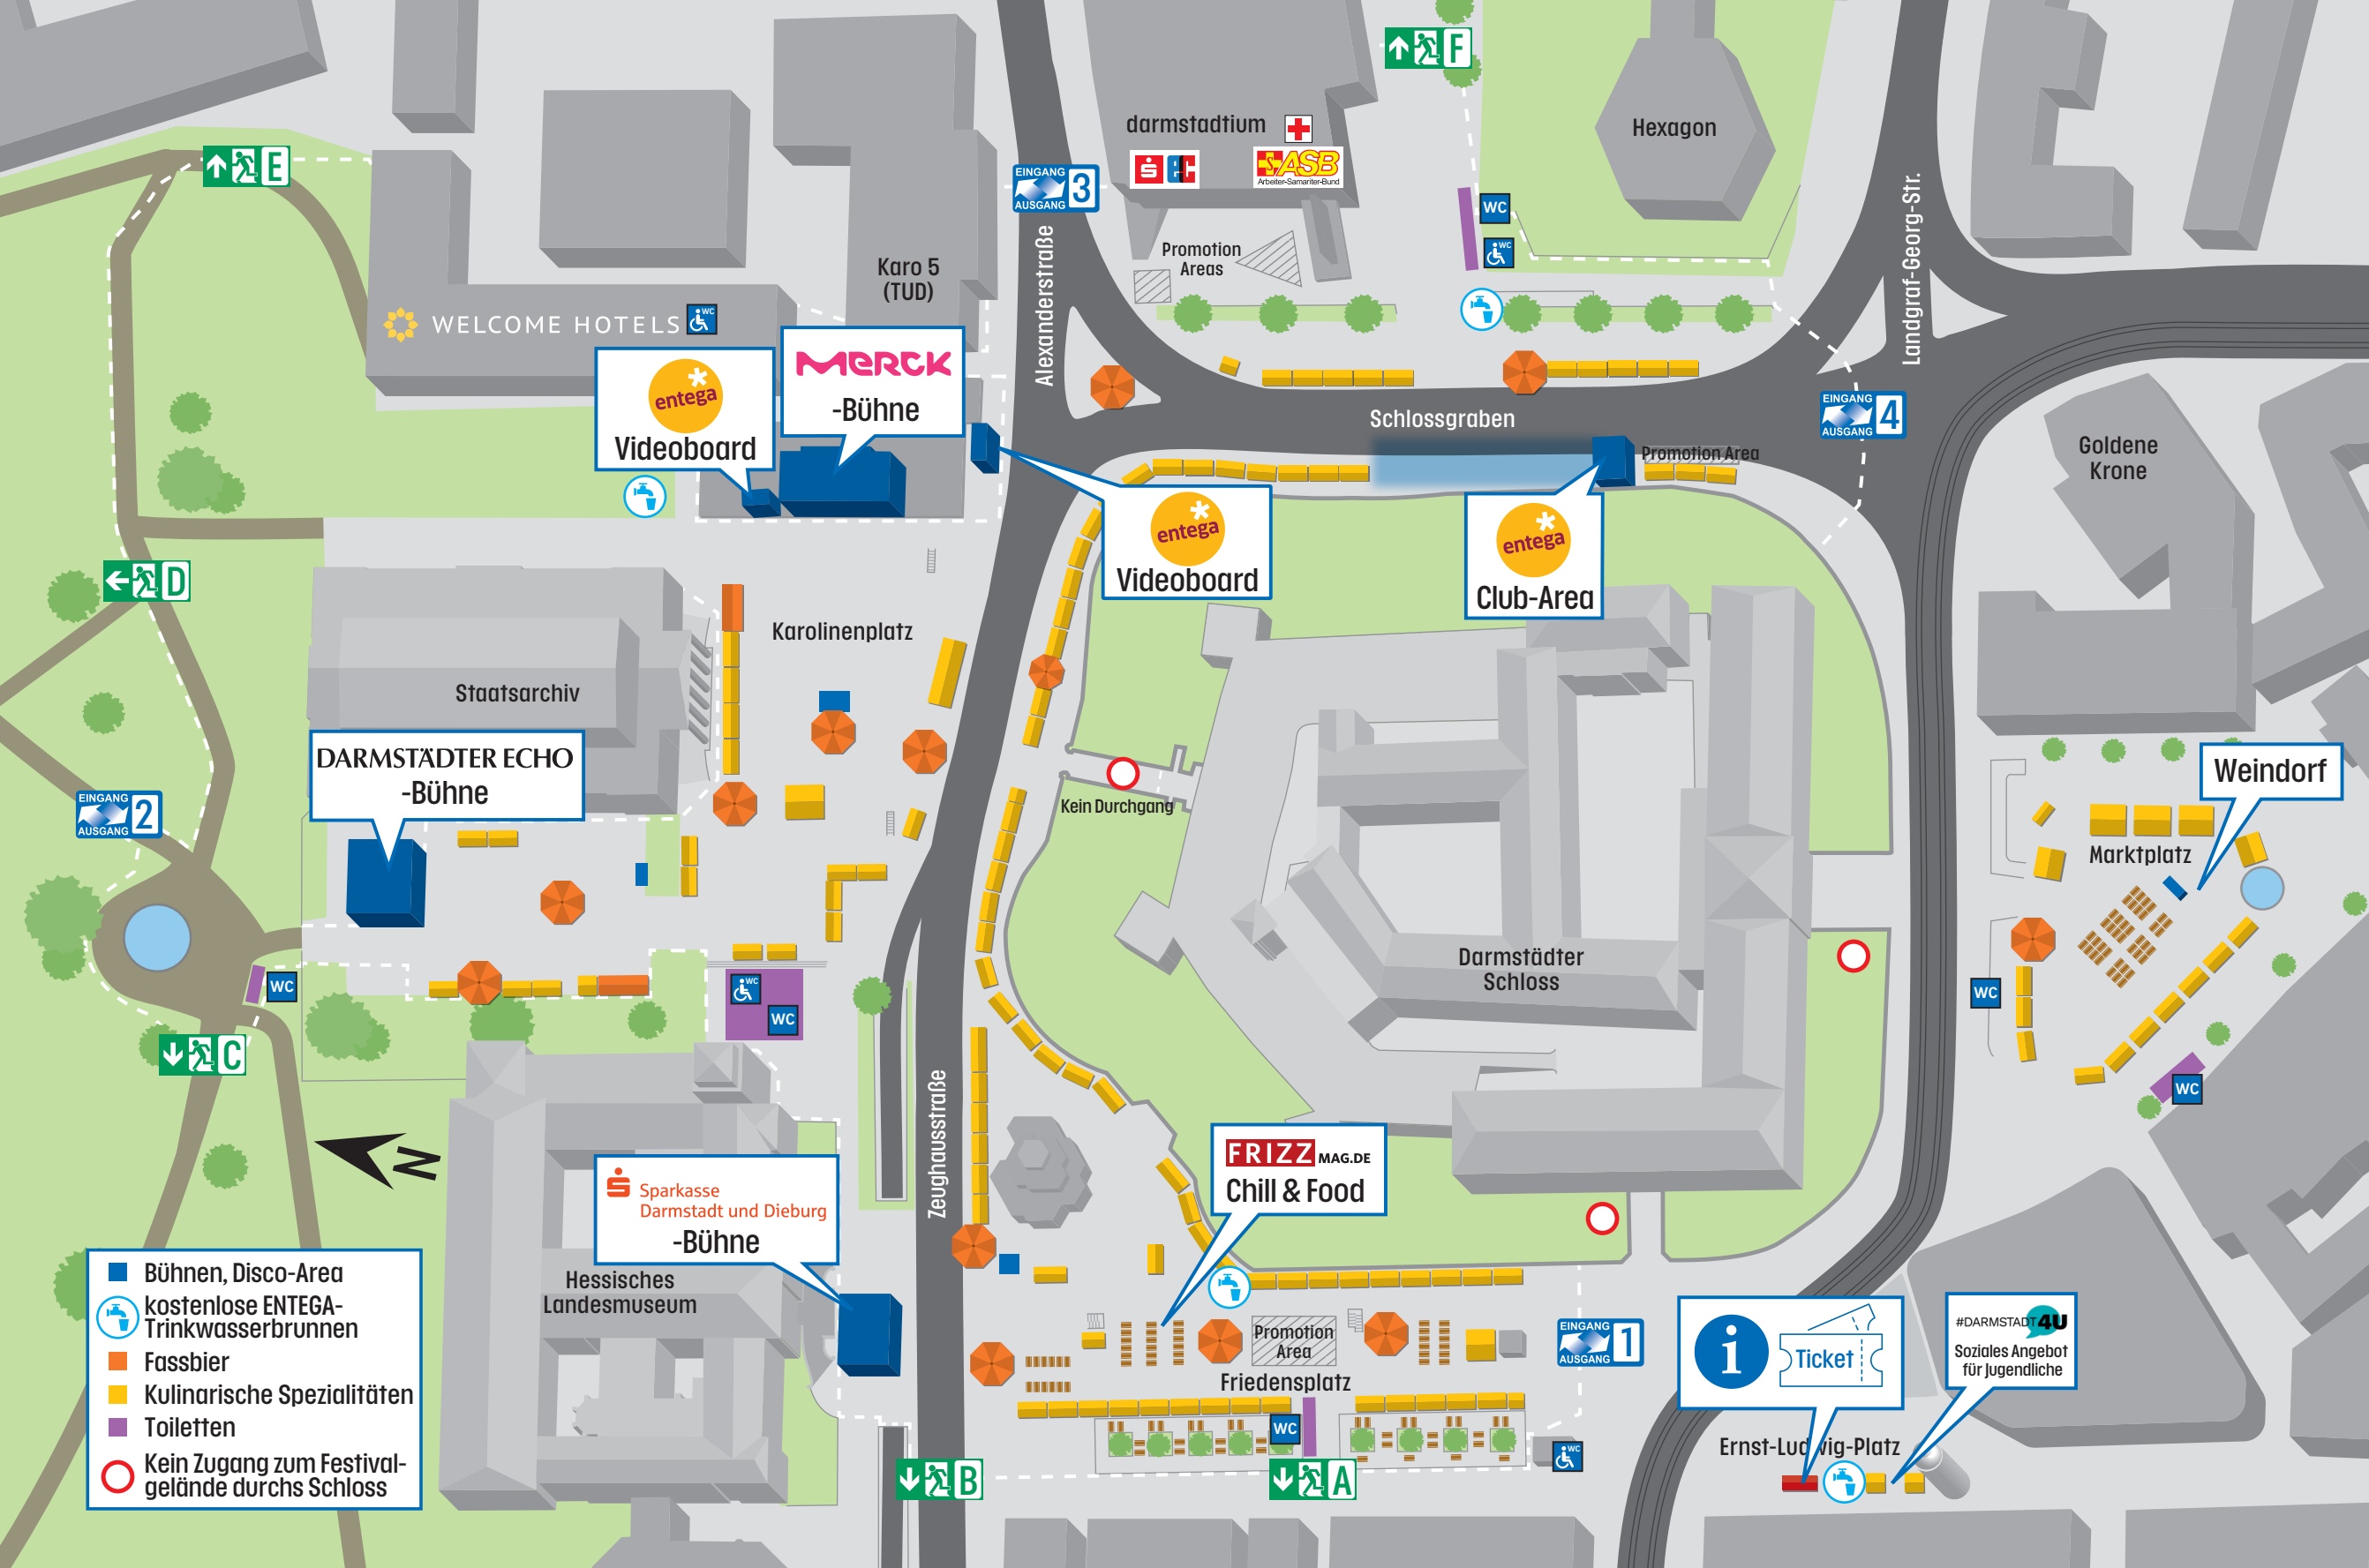 F
E
darmstadtium
S EC
ASB
Arbeiter-Samariter-Bund
Hexagon
EINGANG
3
AUSGANG
WC
WC
Landgraf-Georg-Str.
Promotion
Areas
Karo 5
(TUD)
Alexanderstraße
WELCOME HOTELS
WC
MERCK
-Bühne
entega
Videoboard
Schlossgraben
EINGANG
4
AUSGANG
Goldene
Krone
Promotion Area
entega
Videoboard
entega
Club-Area
D
Karolinenplatz
Staatsarchiv
DARMSTÄDTER ECHO
-Bühne
EINGANG
2
AUSGANG
Kein Durchgang
Weindorf
Marktplatz
Darmstädter
Schloss
WC
WC
WC
WC
WC
C
N
Zeughausstraße
FRIZZ MAG.DE
Chill & Food
Sparkasse
Darmstadt und Dieburg
-Bühne
Hessisches
Landesmuseum
Bühnen, Disco-Area
kostenlose ENTEGA-
Trinkwasserbrunnen
Fassbier
Kulinarische Spezialitäten
Toiletten
Kein Zugang zum Festival-
gelände durchs Schloss
Promotion
Area
Friedensplatz
EINGANG
1
AUSGANG
i
Ticket
#DARMSTADT4U
Soziales Angebot
für Jugendliche
WC
WC
Ernst-Ludwig-Platz
B
A